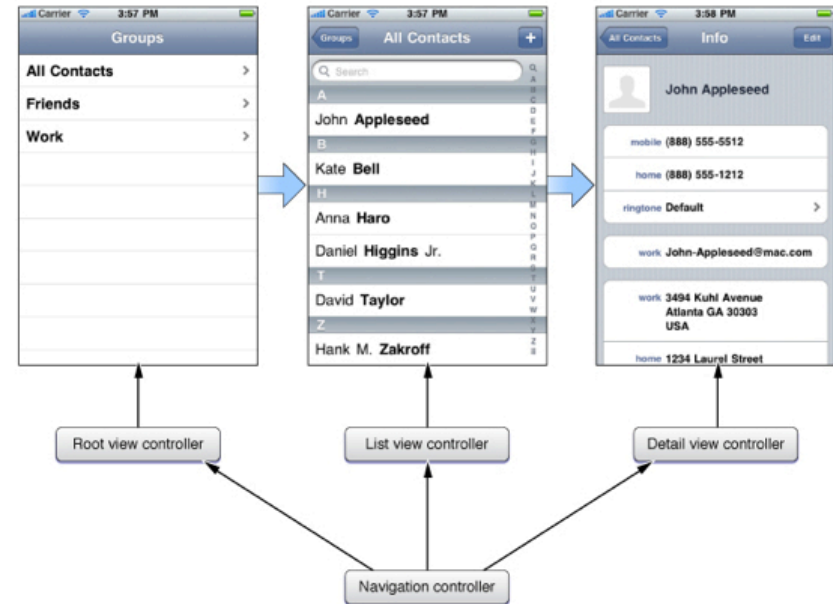 Carrier 3:57 PM
Groups
All Contacts
Friends
Work
Carrier 3:57 PM
Groups All Contacts +
Search
A
John Appleseed
B
Kate Bell
H
Anna Haro
Daniel Higgins Jr.
T
David Taylor
Z
Hank M. Zakroff
A
B
C
D
E
F
G
H
I
J
K
L
M
N
O
P
Q
R
S
T
U
V
W
X
Y
Z
#
Carrier 3:58 PM
All Contacts Info Edit
John Appleseed
mobile (888) 555-5512
home (888) 555-1212
ringtone Default
work John-Appleseed@mac.com
work 3494 Kuhl Avenue
Atlanta GA 30303
USA
home 1234 Laurel Street
Root view controller
List view controller
Detail view controller
Navigation controller